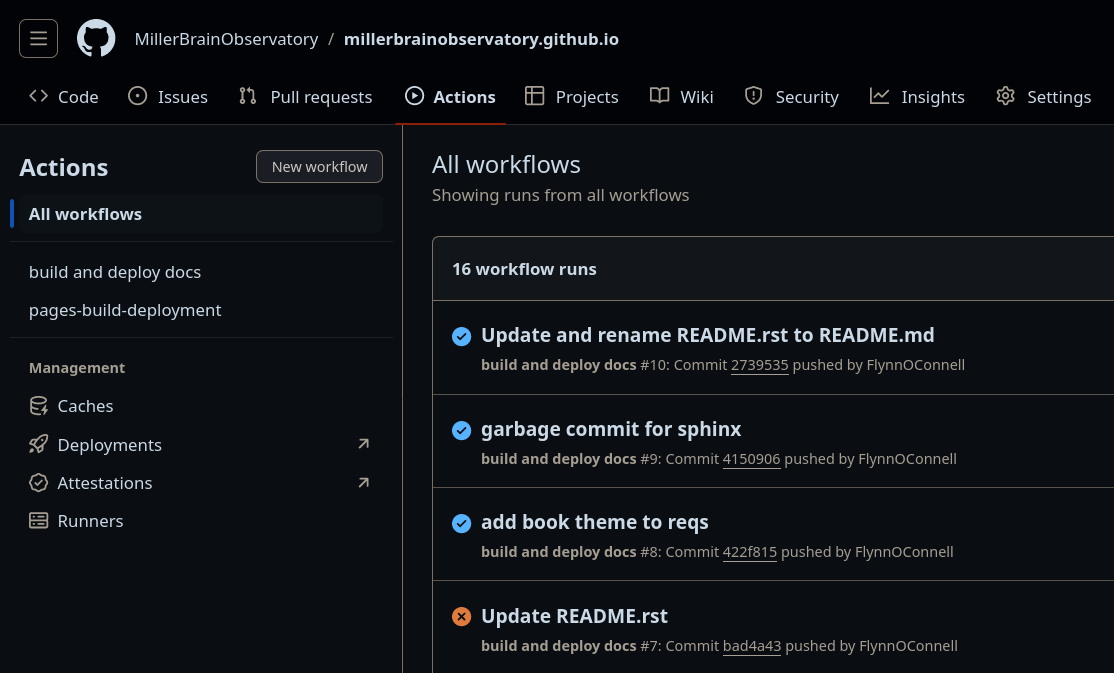 MillerBrainObservatory / millerbrainobservatory.github.io
Code Issues Pull requests Actions Projects Wiki Security Insights Settings
Actions
New workflow
All workflows
build and deploy docs
pages-build-deployment
Management
Caches
Deployments
Attestations
Runners
All workflows
Showing runs from all workflows
16 workflow runs
Update and rename README.rst to README.md
build and deploy docs #10: Commit 2739535 pushed by FlynnOConnell
garbage commit for sphinx
build and deploy docs #9: Commit 4150906 pushed by FlynnOConnell
add book theme to reqs
build and deploy docs #8: Commit 422f815 pushed by FlynnOConnell
Update README.rst
build and deploy docs #7: Commit bad4a43 pushed by FlynnOConnell